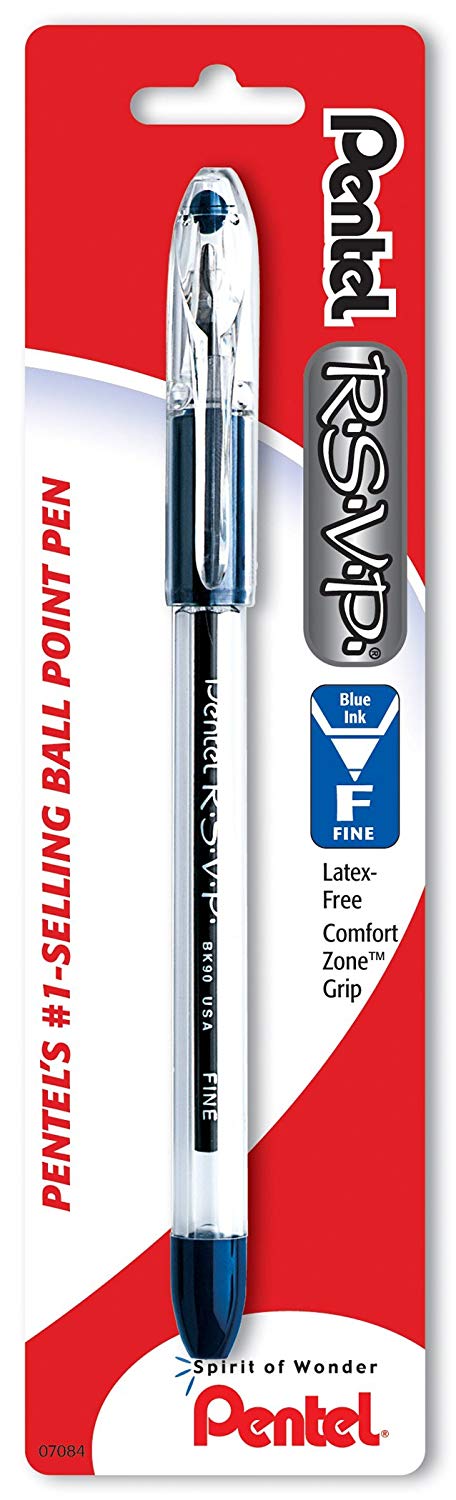 Pentel
R.S.V.P.®
Blue
Ink
F
FINE
Latex-
Free
Comfort
Zone™
Grip
PENTEL'S #1-SELLING BALL POINT PEN
Pentel R.S.V.P. BK90 USA FINE
Spirit of Wonder
Pentel®
07084